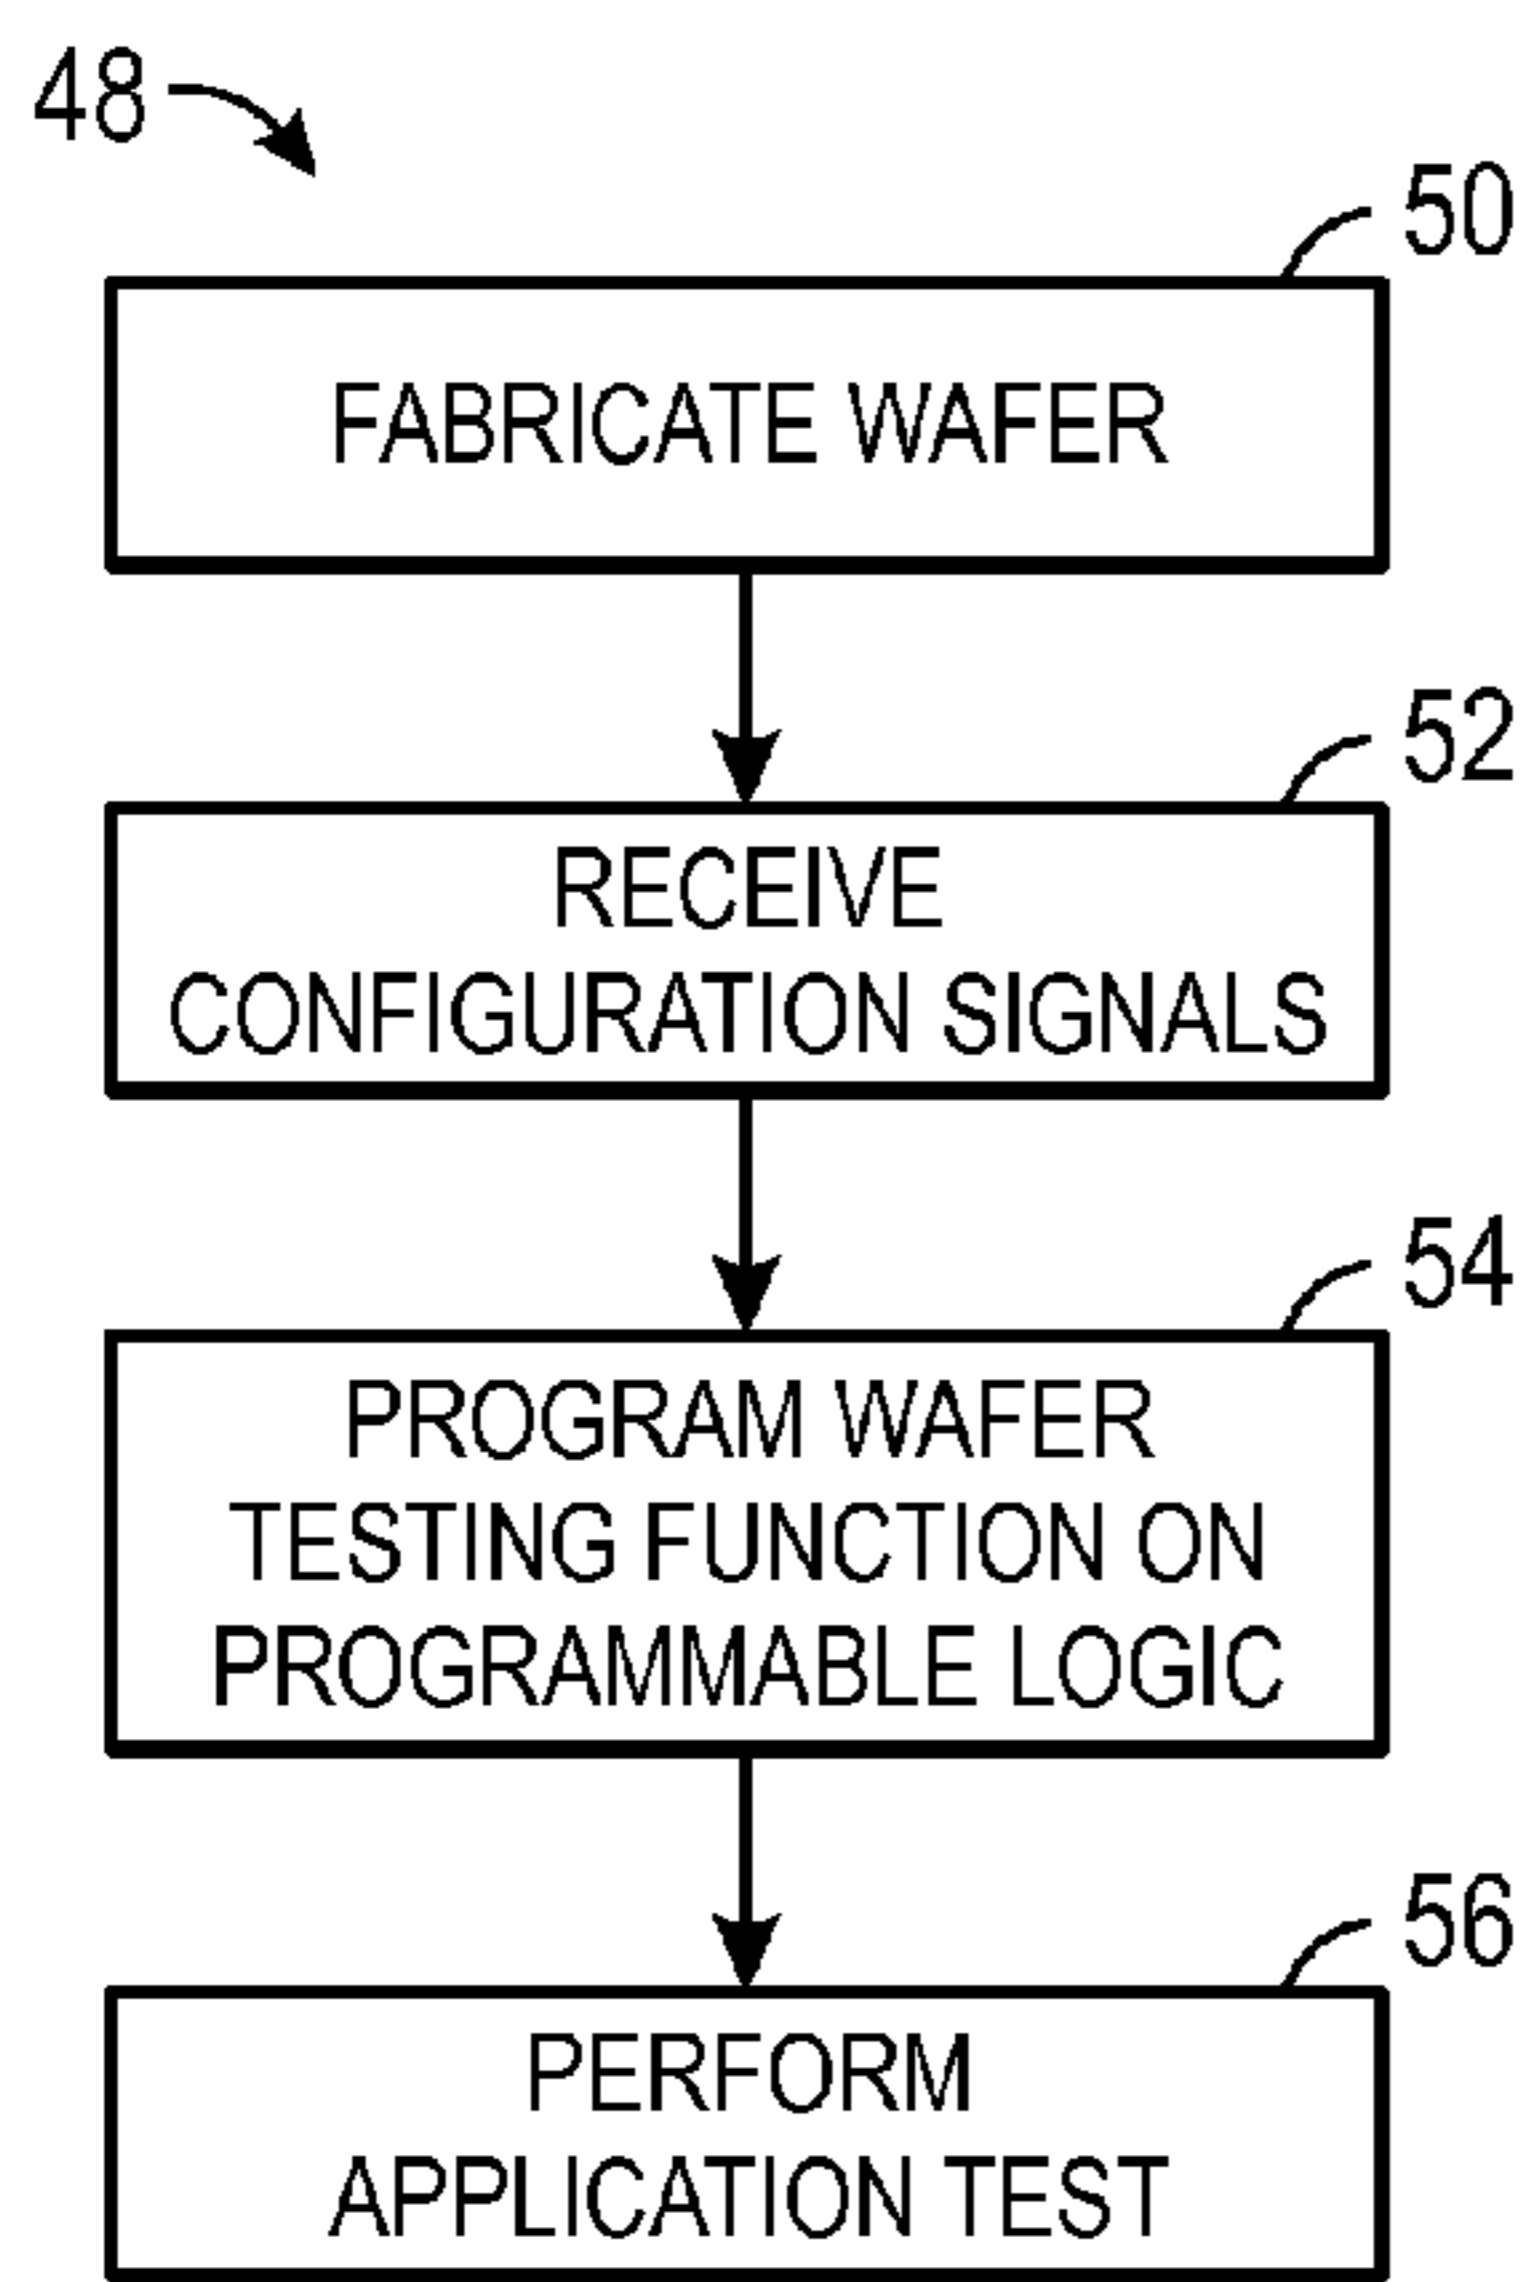 48
50
FABRICATE WAFER
52
RECEIVE
CONFIGURATION SIGNALS
54
PROGRAM WAFER
TESTING FUNCTION ON
PROGRAMMABLE LOGIC
56
PERFORM
APPLICATION TEST